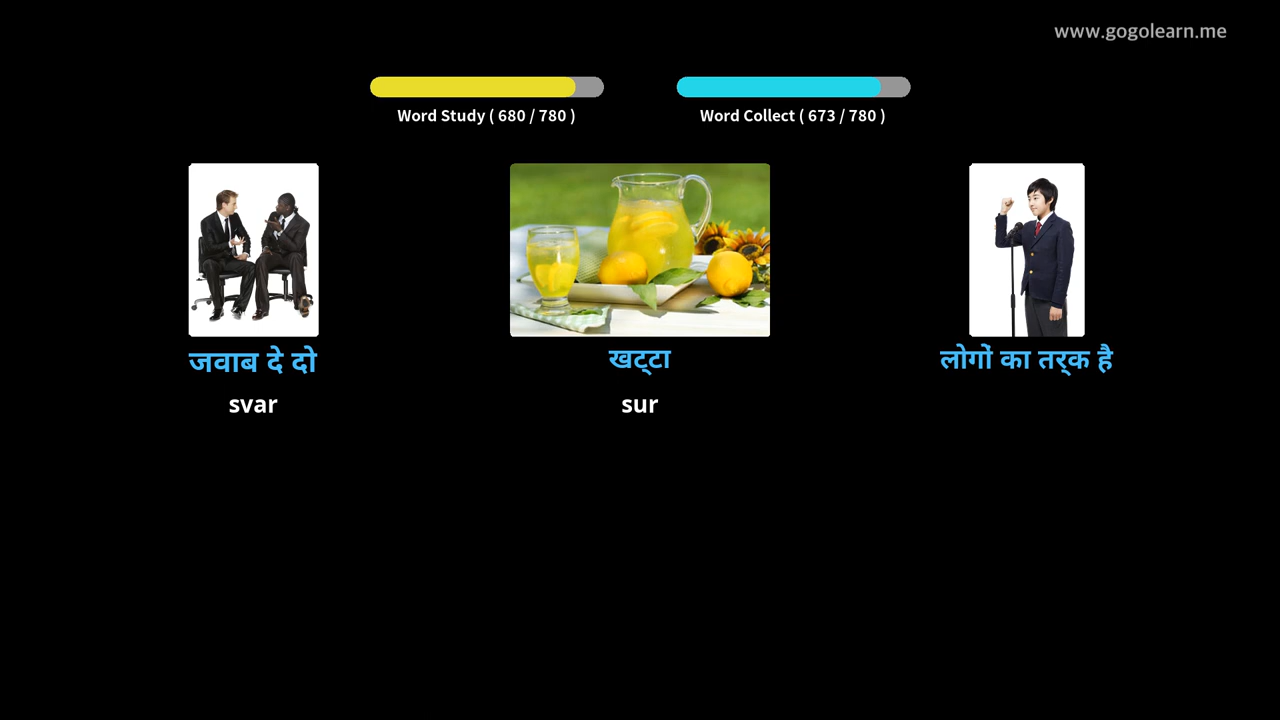 www.gogolearn.me
Word Study ( 680 / 780 )
Word Collect ( 673 / 780 )
जवाब दे दो
खट्टा
लोगों का तर्क है
svar
sur